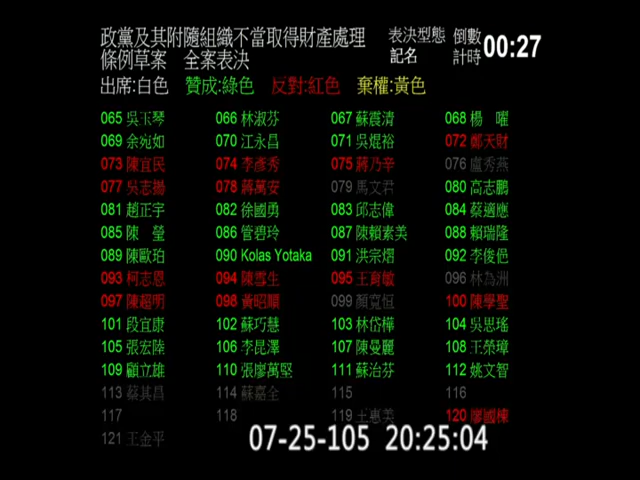 政黨及其附隨組織不當取得財產處理 表決型態 倒數 00:27
條例草案 全案表決 記名 計時
出席:白色 贊成:綠色 反對:紅色 棄權:黃色
065 吳玉琴 066 林淑芬 067 蘇震清 068 楊 曜
069 余宛如 070 江永昌 071 吳焜裕 072 鄭天財
073 陳宜民 074 李彥秀 075 蔣乃辛 076 盧秀燕
077 吳志揚 078 蔣萬安 079 馬文君 080 高志鵬
081 趙正宇 082 徐國勇 083 邱志偉 084 蔡適應
085 陳 瑩 086 管碧玲 087 陳賴素美 088 賴瑞隆
089 陳歐珀 090 Kolas Yotaka 091 洪宗熠 092 李俊俋
093 柯志恩 094 陳雪生 095 王育敏 096 林為洲
097 陳超明 098 黃昭順 099 顏寬恒 100 陳學聖
101 段宜康 102 蘇巧慧 103 林岱樺 104 吳思瑤
105 張宏陸 106 李昆澤 107 陳曼麗 108 王榮璋
109 顧立雄 110 張廖萬堅 111 蘇治芬 112 姚文智
113 蔡其昌 114 蘇嘉全 115 116
117 118 119 王惠美 120 廖國棟
121 王金平
07-25-105 20:25:04